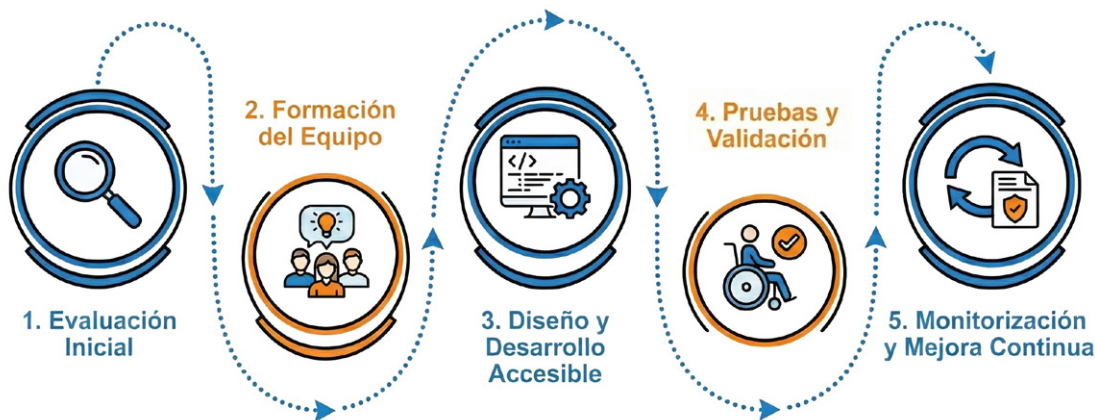 1. Evaluación
Inicial
2. Formación
del Equipo
</>
3. Diseño y
Desarrollo
Accesible
4. Pruebas y
Validación
5. Monitorización
y Mejora Continua